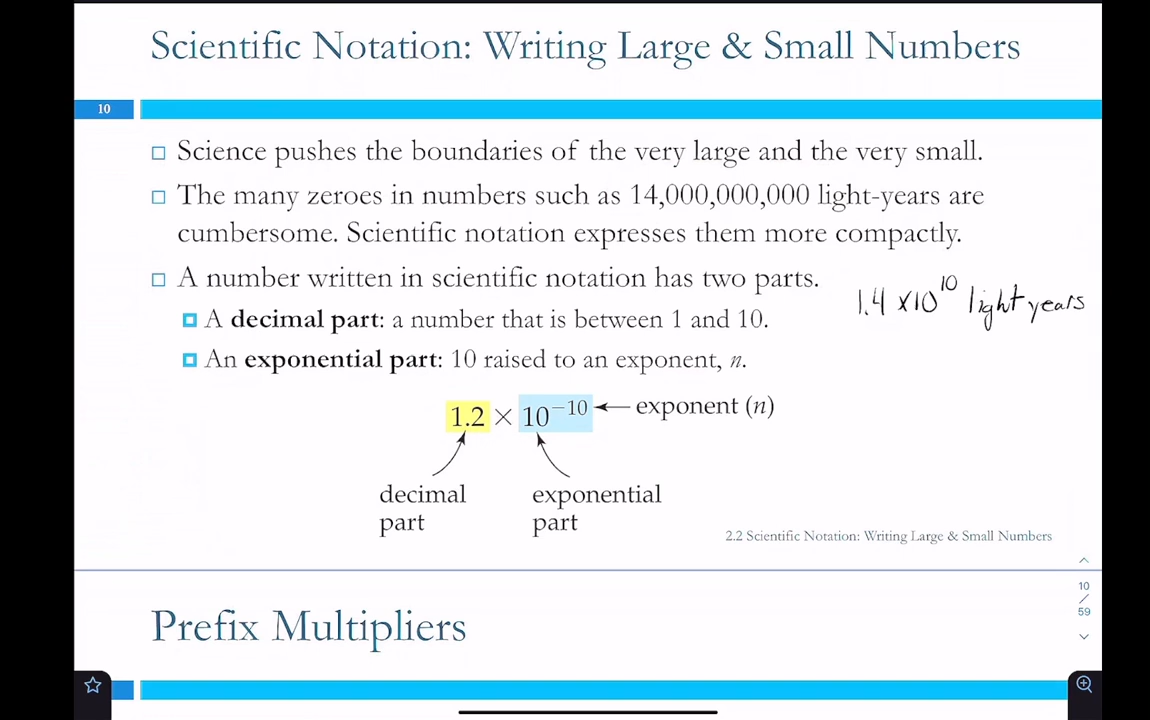 Scientific Notation: Writing Large & Small Numbers
10
Science pushes the boundaries of the very large and the very small.
The many zeroes in numbers such as 14,000,000,000 light-years are
cumbersome. Scientific notation expresses them more compactly.
A number written in scientific notation has two parts.
1.4 ×10¹⁰ light years
A decimal part: a number that is between 1 and 10.
An exponential part: 10 raised to an exponent, n.
1.2 × 10⁻¹⁰ exponent (n)
decimal exponential
part part
2.2 Scientific Notation: Writing Large & Small Numbers
10
/
59
Prefix Multipliers